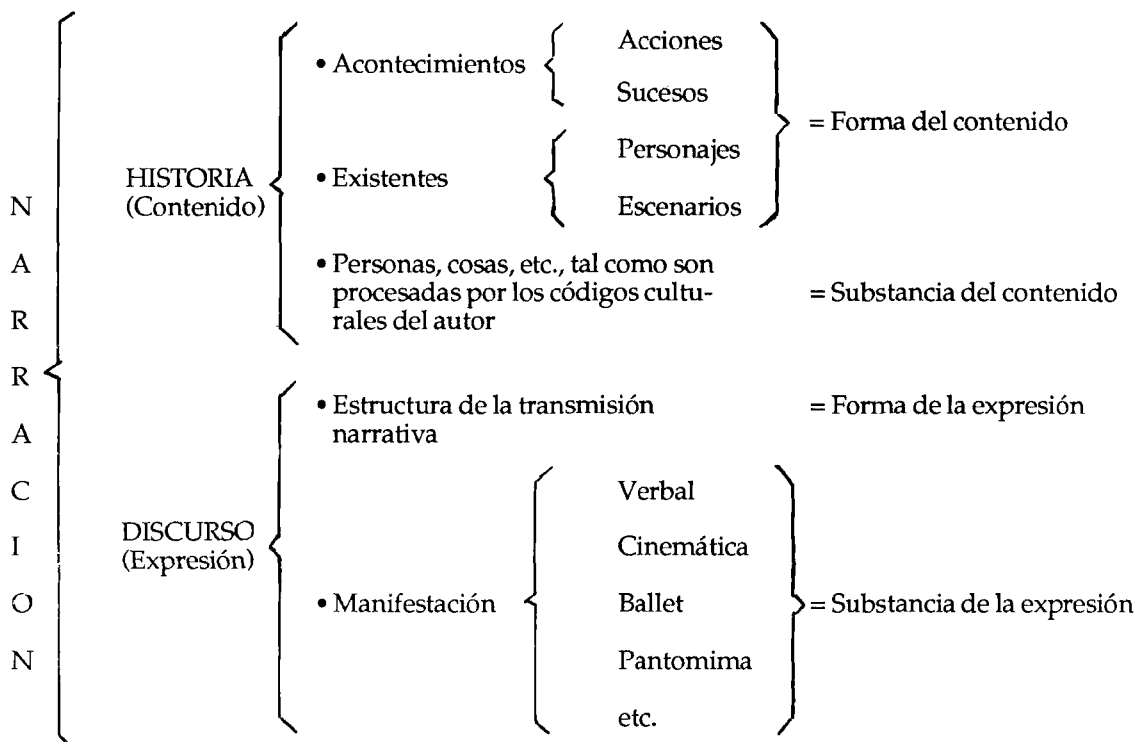 NARRACION
HISTORIA
(Contenido)
• Acontecimientos
Acciones
Sucesos
• Existentes
Personajes
Escenarios
= Forma del contenido
• Personas, cosas, etc., tal como son
procesadas por los códigos cultu-
rales del autor
= Substancia del contenido
DISCURSO
(Expresión)
• Estructura de la transmisión
narrativa
= Forma de la expresión
• Manifestación
Verbal
Cinemática
Ballet
Pantomima
etc.
= Substancia de la expresión